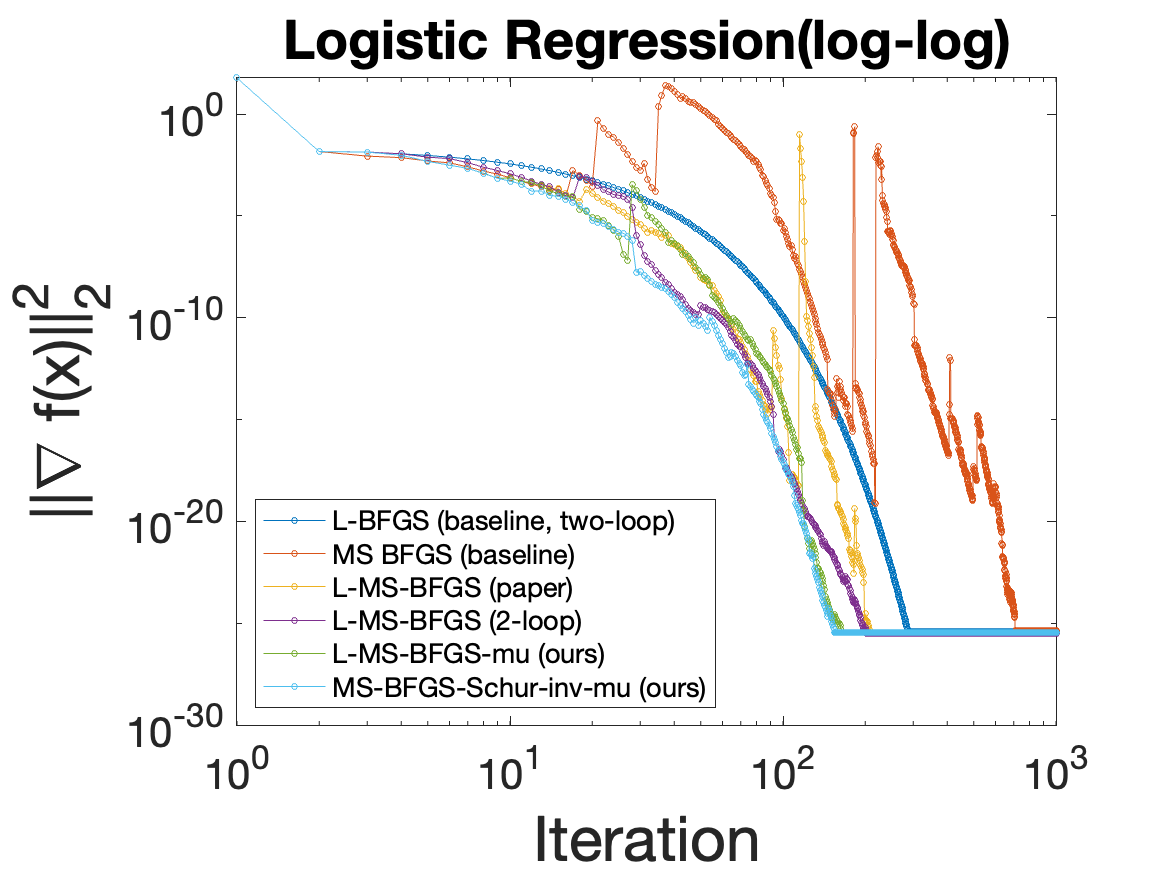 Logistic Regression(log-log)
10^0
10^-10
10^-20
10^-30
||∇ f(x)||_2^2
L-BFGS (baseline, two-loop)
MS BFGS (baseline)
L-MS-BFGS (paper)
L-MS-BFGS (2-loop)
L-MS-BFGS-mu (ours)
MS-BFGS-Schur-inv-mu (ours)
10^0 10^1 10^2 10^3
Iteration